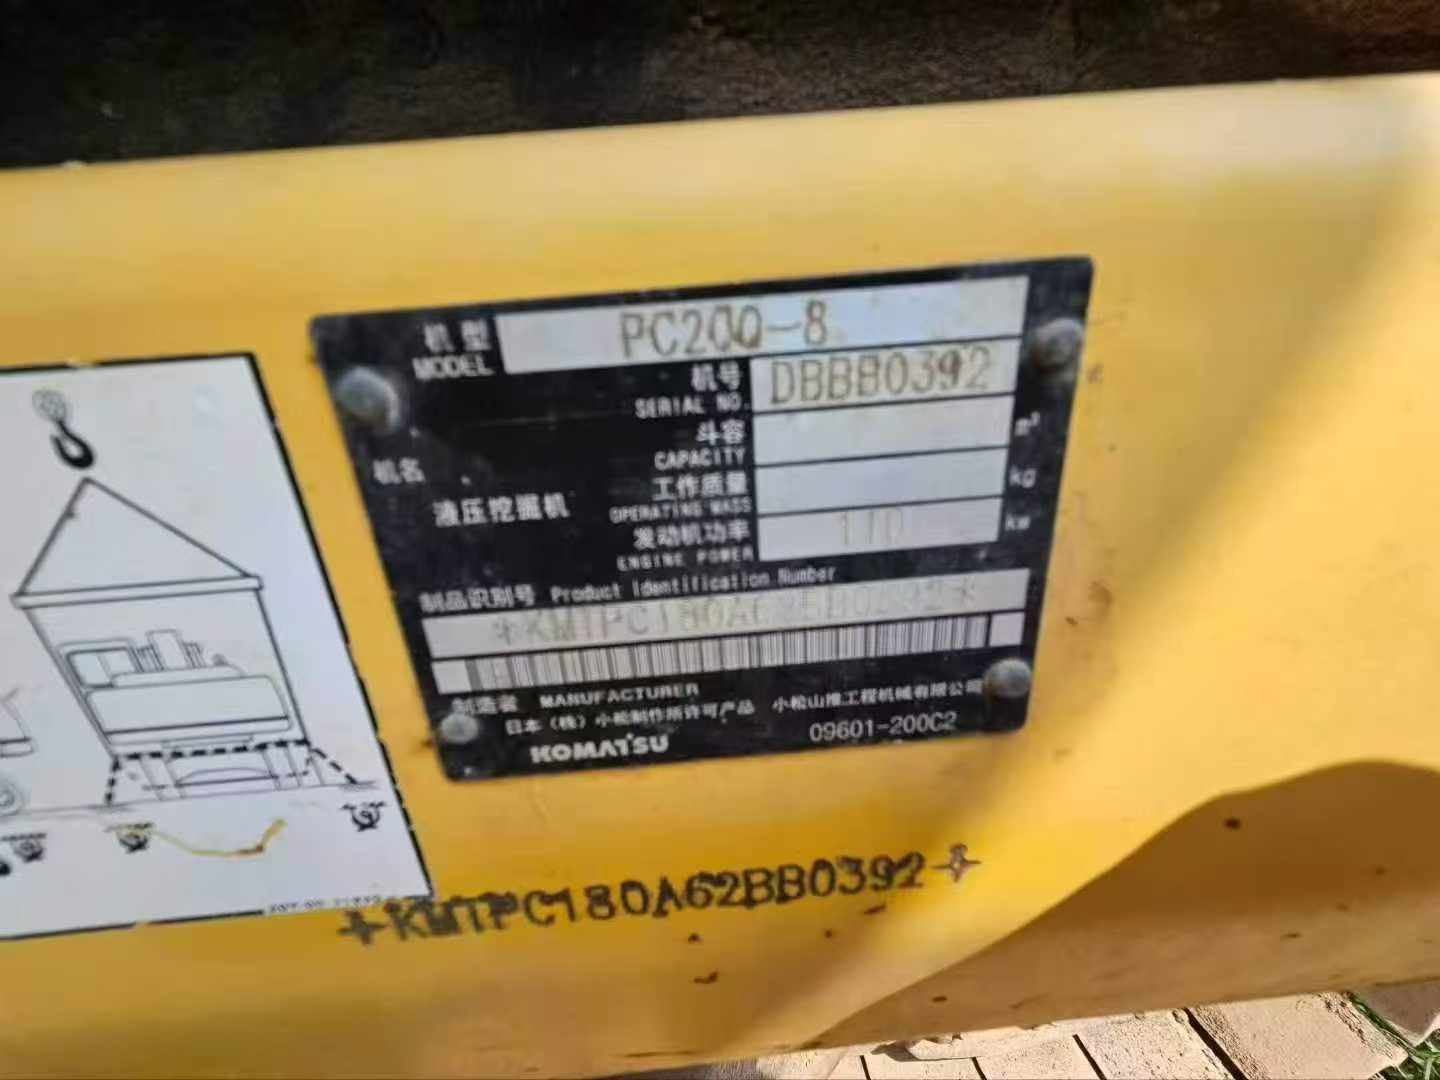 机型 PC200-8
MODEL
机号 DBBB0392
SERIAL NO.
斗容 m³
CAPACITY
机名
工作质量 kg
液压挖掘机
OPERATING MASS
发动机功率 110 kW
ENGINE POWER
制品识别号 Product Identification Number
制造者 MANUFACTURER
日本(株)小松制作所许可产品 小松山推工程机械有限公司
KOMATSU 09601-200C2
*KMTPC180A62BB0392*